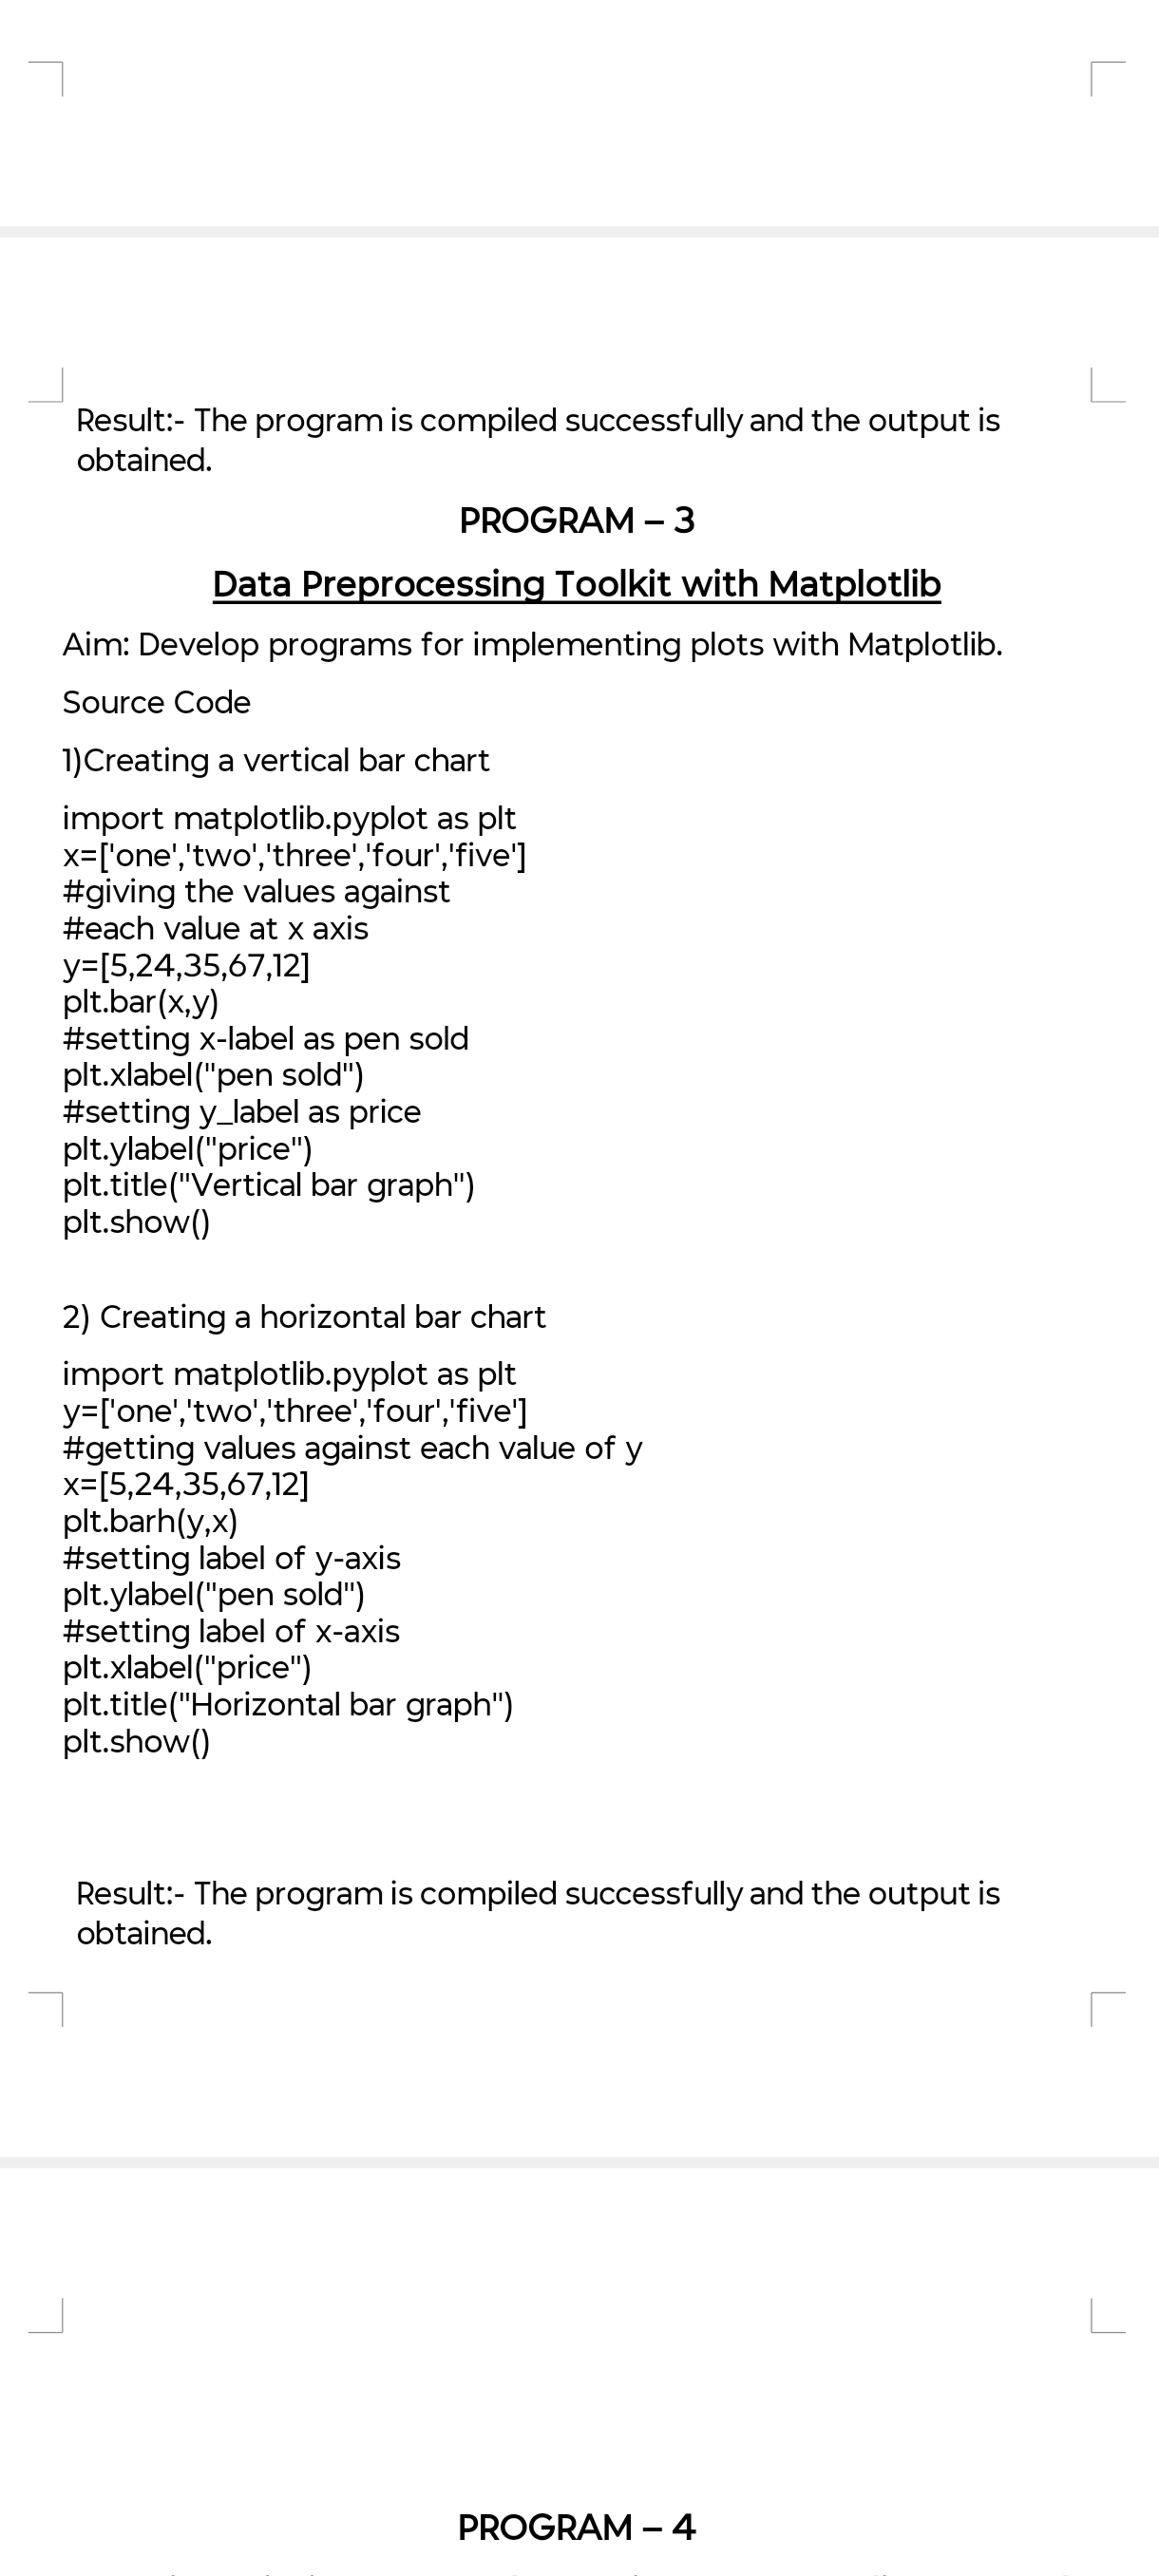 Result:- The program is compiled successfully and the output is
obtained.
PROGRAM – 3
Data Preprocessing Toolkit with Matplotlib
Aim: Develop programs for implementing plots with Matplotlib.
Source Code
1)Creating a vertical bar chart
import matplotlib.pyplot as plt
x=['one','two','three','four','five']
#giving the values against
#each value at x axis
y=[5,24,35,67,12]
plt.bar(x,y)
#setting x-label as pen sold
plt.xlabel("pen sold")
#setting y_label as price
plt.ylabel("price")
plt.title("Vertical bar graph")
plt.show()
2) Creating a horizontal bar chart
import matplotlib.pyplot as plt
y=['one','two','three','four','five']
#getting values against each value of y
x=[5,24,35,67,12]
plt.barh(y,x)
#setting label of y-axis
plt.ylabel("pen sold")
#setting label of x-axis
plt.xlabel("price")
plt.title("Horizontal bar graph")
plt.show()
Result:- The program is compiled successfully and the output is
obtained.
PROGRAM – 4